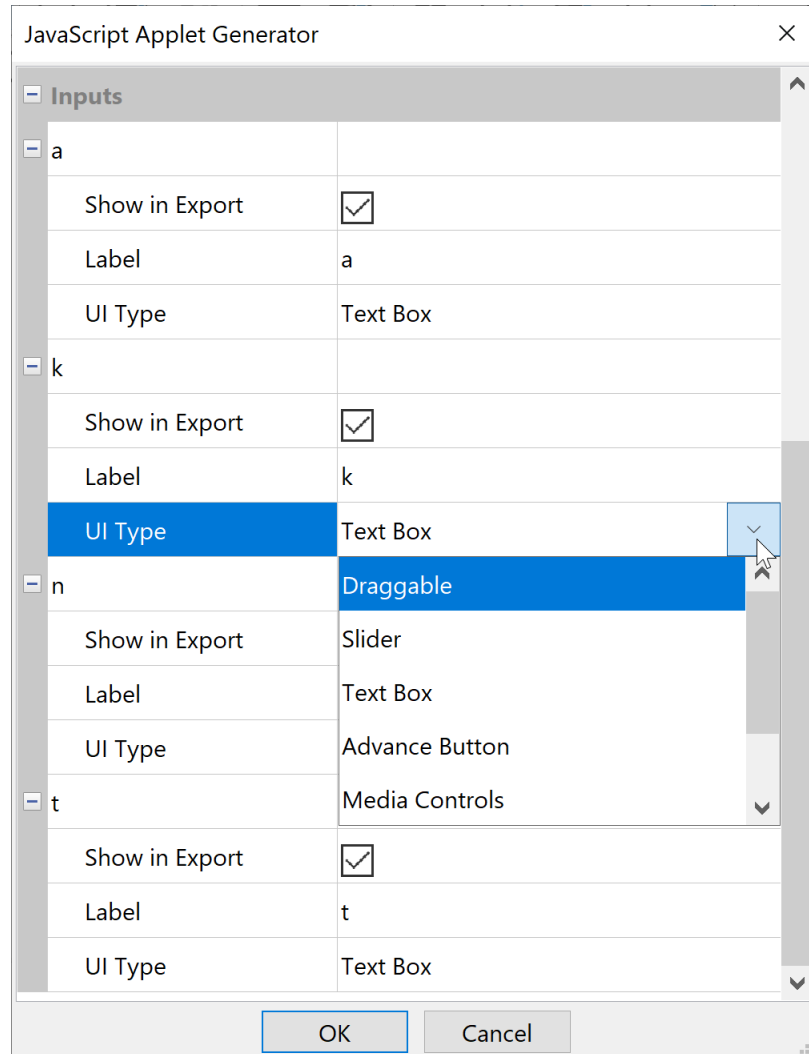 JavaScript Applet Generator
Inputs
a
Show in Export
Label a
UI Type Text Box
k
Show in Export
Label k
UI Type Text Box
n Draggable
Show in Export Slider
Label Text Box
UI Type Advance Button
t Media Controls
Show in Export
Label t
UI Type Text Box
OK Cancel